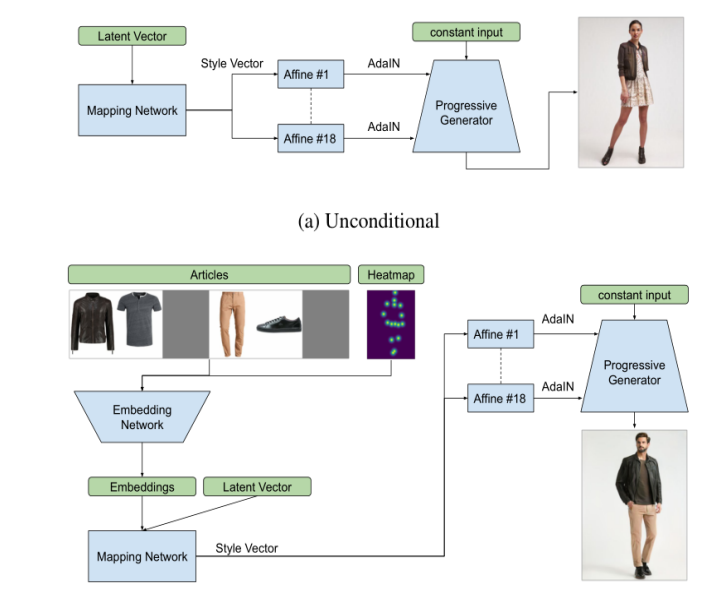 Latent Vector
constant input
Style Vector
Affine #1
AdaIN
Mapping Network
Progressive
Generator
Affine #18
AdaIN
(a) Unconditional
Articles
Heatmap
constant input
Affine #1
AdaIN
Progressive
Generator
Affine #18
AdaIN
Embedding
Network
Embeddings
Latent Vector
Mapping Network
Style Vector